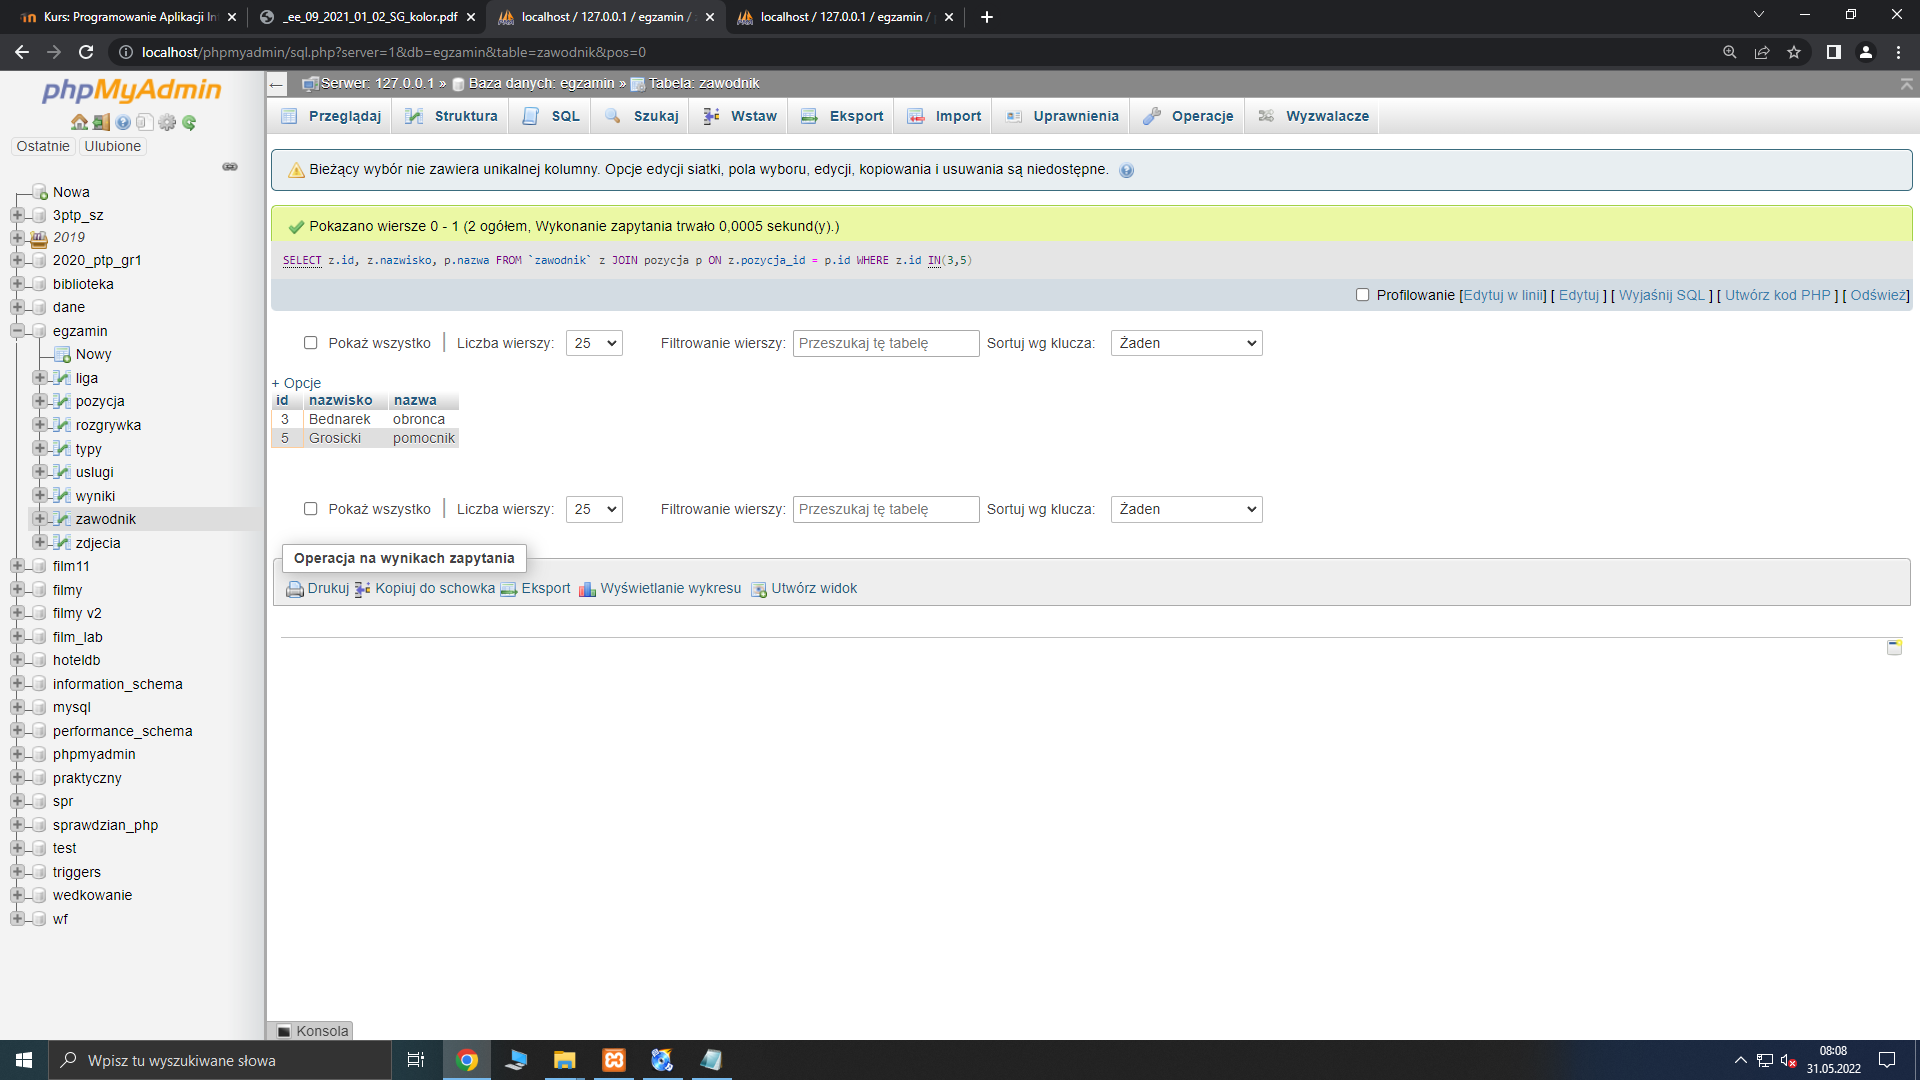 Kurs: Programowanie Aplikacji In
_ee_09_2021_01_02_SG_kolor.pdf
localhost / 127.0.0.1 / egzamin /
localhost / 127.0.0.1 / egzamin /
localhost/phpmyadmin/sql.php?server=1&db=egzamin&table=zawodnik&pos=0
phpMyAdmin
Ostatnie
Ulubione
Nowa
3ptp_sz
2019
2020_ptp_gr1
biblioteka
dane
egzamin
Nowy
liga
pozycja
rozgrywka
typy
uslugi
wyniki
zawodnik
zdjecia
film11
filmy
filmy v2
film_lab
hoteldb
information_schema
mysql
performance_schema
phpmyadmin
praktyczny
spr
sprawdzian_php
test
triggers
wedkowanie
wf
Serwer: 127.0.0.1 » Baza danych: egzamin » Tabela: zawodnik
Przeglądaj Struktura SQL Szukaj Wstaw Eksport Import Uprawnienia Operacje Wyzwalacze
Bieżący wybór nie zawiera unikalnej kolumny. Opcje edycji siatki, pola wyboru, edycji, kopiowania i usuwania są niedostępne.
Pokazano wiersze 0 - 1 (2 ogółem, Wykonanie zapytania trwało 0,0005 sekund(y).)
SELECT z.id, z.nazwisko, p.nazwa FROM `zawodnik` z JOIN pozycja p ON z.pozycja_id = p.id WHERE z.id IN(3,5)
Profilowanie [Edytuj w linii] [ Edytuj ] [ Wyjaśnij SQL ] [ Utwórz kod PHP ] [ Odśwież]
Pokaż wszystko | Liczba wierszy: 25 Filtrowanie wierszy: Przeszukaj tę tabelę Sortuj wg klucza: Żaden
+ Opcje
id nazwisko nazwa
3 Bednarek obronca
5 Grosicki pomocnik
Pokaż wszystko | Liczba wierszy: 25 Filtrowanie wierszy: Przeszukaj tę tabelę Sortuj wg klucza: Żaden
Operacja na wynikach zapytania
Drukuj Kopiuj do schowka Eksport Wyświetlanie wykresu Utwórz widok
Konsola
Wpisz tu wyszukiwane słowa
08:08
31.05.2022